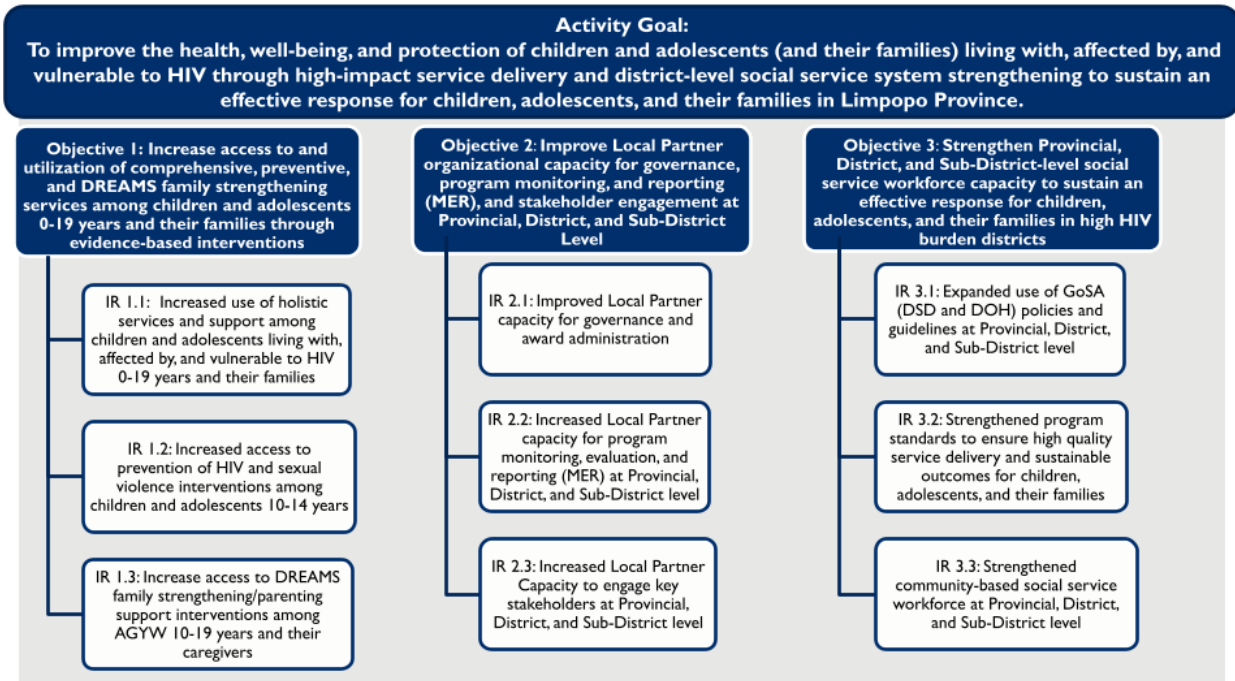 Activity Goal:
To improve the health, well-being, and protection of children and adolescents (and their families) living with, affected by, and
vulnerable to HIV through high-impact service delivery and district-level social service system strengthening to sustain an
effective response for children, adolescents, and their families in Limpopo Province.
Objective 1: Increase access to and
utilization of comprehensive, preventive,
and DREAMS family strengthening
services among children and adolescents
0-19 years and their families through
evidence-based interventions
IR 1.1: Increased use of holistic
services and support among
children and adolescents living with,
affected by, and vulnerable to HIV
0-19 years and their families
IR 1.2: Increased access to
prevention of HIV and sexual
violence interventions among
children and adolescents 10-14 years
IR 1.3: Increase access to DREAMS
family strengthening/parenting
support interventions among
AGYW 10-19 years and their
caregivers
Objective 2: Improve Local Partner
organizational capacity for governance,
program monitoring, and reporting
(MER), and stakeholder engagement at
Provincial, District, and Sub-District
Level
IR 2.1: Improved Local Partner
capacity for governance and
award administration
IR 2.2: Increased Local Partner
capacity for program
monitoring, evaluation, and
reporting (MER) at Provincial,
District, and Sub-District level
IR 2.3: Increased Local Partner
Capacity to engage key
stakeholders at Provincial,
District, and Sub-District level
Objective 3: Strengthen Provincial,
District, and Sub-District-level social
service workforce capacity to sustain an
effective response for children,
adolescents, and their families in high HIV
burden districts
IR 3.1: Expanded use of GoSA
(DSD and DOH) policies and
guidelines at Provincial, District,
and Sub-District level
IR 3.2: Strengthened program
standards to ensure high quality
service delivery and sustainable
outcomes for children,
adolescents, and their families
IR 3.3: Strengthened
community-based social service
workforce at Provincial, District,
and Sub-District level